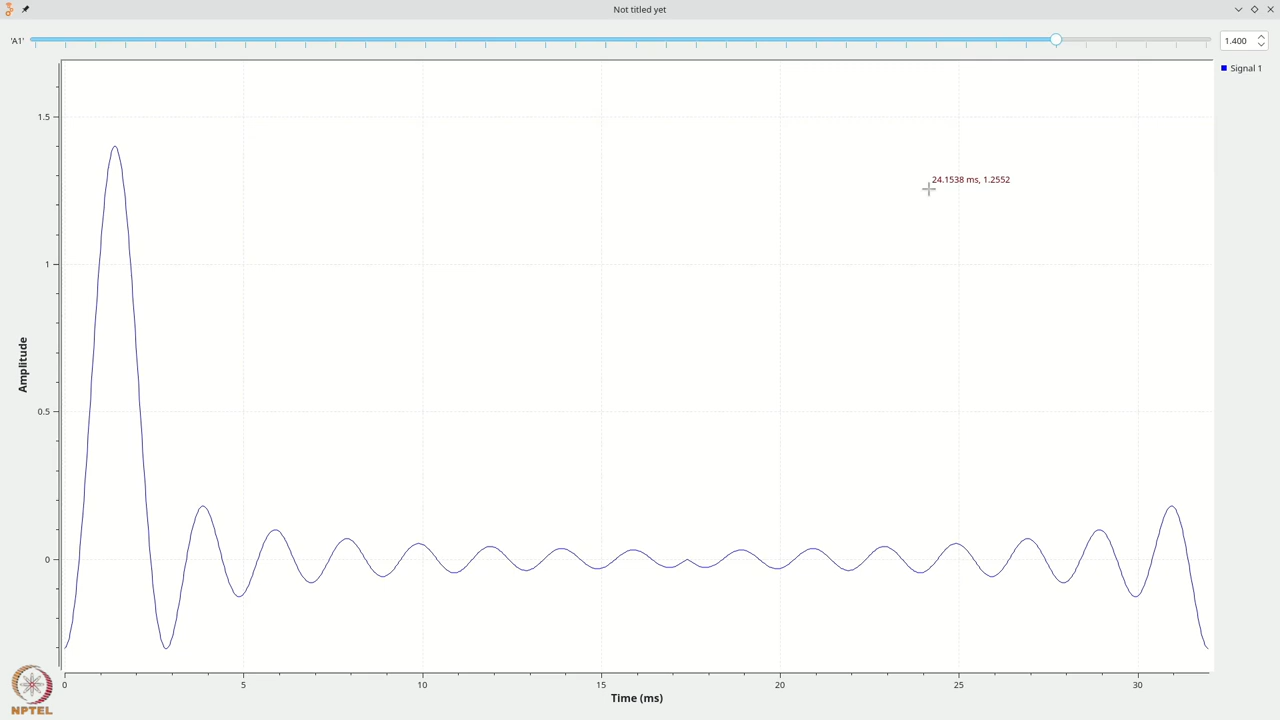 Not titled yet
'A1'
1.400
Signal 1
1.5
24.1538 ms, 1.2552
1
Amplitude
0.5
0
0
5
10
15
20
25
30
Time (ms)
NPTEL